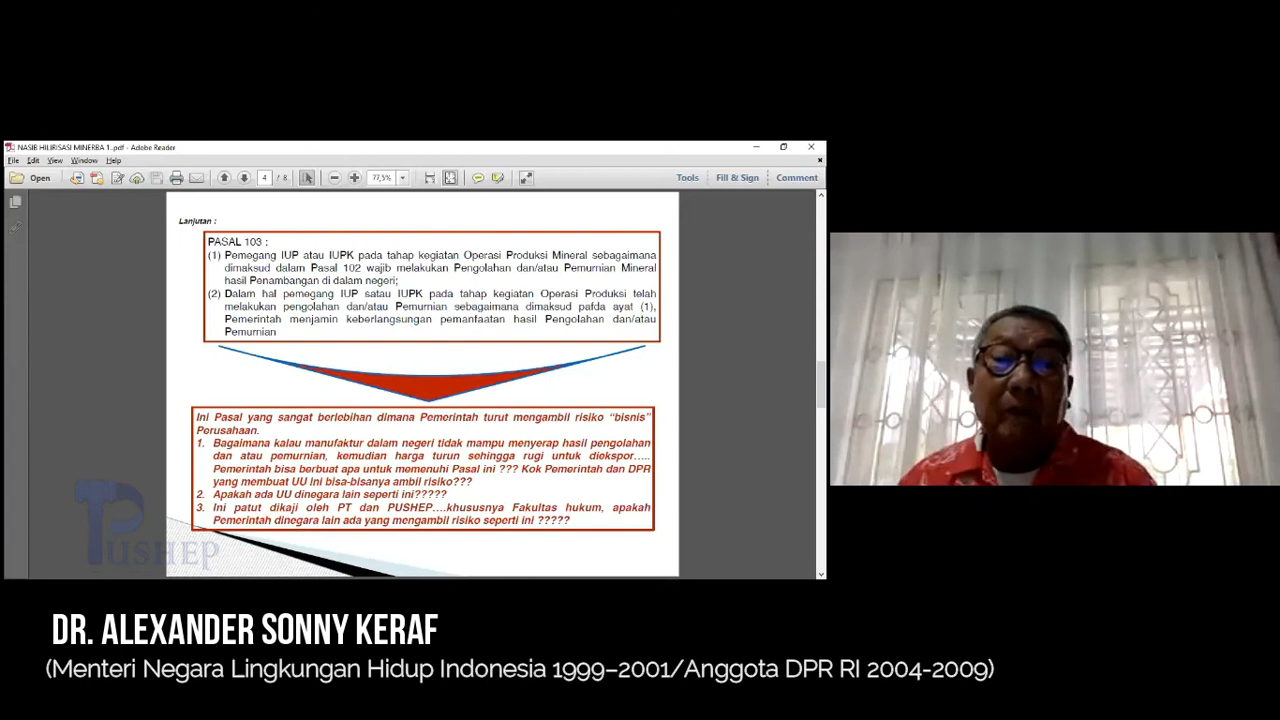 NASIB HILIRISASI MINERBA 1..pdf - Adobe Reader
File Edit View Window Help
Open 4 / 8 77,5% Tools Fill & Sign Comment
Lanjutan :
PASAL 103 :
(1) Pemegang IUP atau IUPK pada tahap kegiatan Operasi Produksi Mineral sebagaimana
dimaksud dalam Pasal 102 wajib melakukan Pengolahan dan/atau Pemurnian Mineral
hasil Penambangan di dalam negeri;
(2) Dalam hal pemegang IUP satau IUPK pada tahap kegiatan Operasi Produksi telah
melakukan pengolahan dan/atau Pemurnian sebagaimana dimaksud pafda ayat (1),
Pemerintah menjamin keberlangsungan pemantaatan hasil Pengolahan dan/atau
Pemurnian
Ini Pasal yang sangat berlebihan dimana Pemerintah turut mengambil risiko “bisnis”
Perusahaan.
1. Bagaimana kalau manufaktur dalam negeri tidak mampu menyerap hasil pengolahan
dan atau pemurnian, kemudian harga turun sehingga rugi untuk diekspor.....
Pemerintah bisa berbuat apa untuk memenuhi Pasal ini ??? Kok Pemerintah dan DPR
yang membuat UU ini bisa-bisanya ambil risiko???
2. Apakah ada UU dinegara lain seperti ini?????
3. Ini patut dikaji oleh PT dan PUSHEP....khususnya Fakultas hukum, apakah
Pemerintah dinegara lain ada yang mengambil risiko seperti ini ?????
PUSHEP
DR. ALEXANDER SONNY KERAF
(Menteri Negara Lingkungan Hidup Indonesia 1999–2001/Anggota DPR RI 2004-2009)